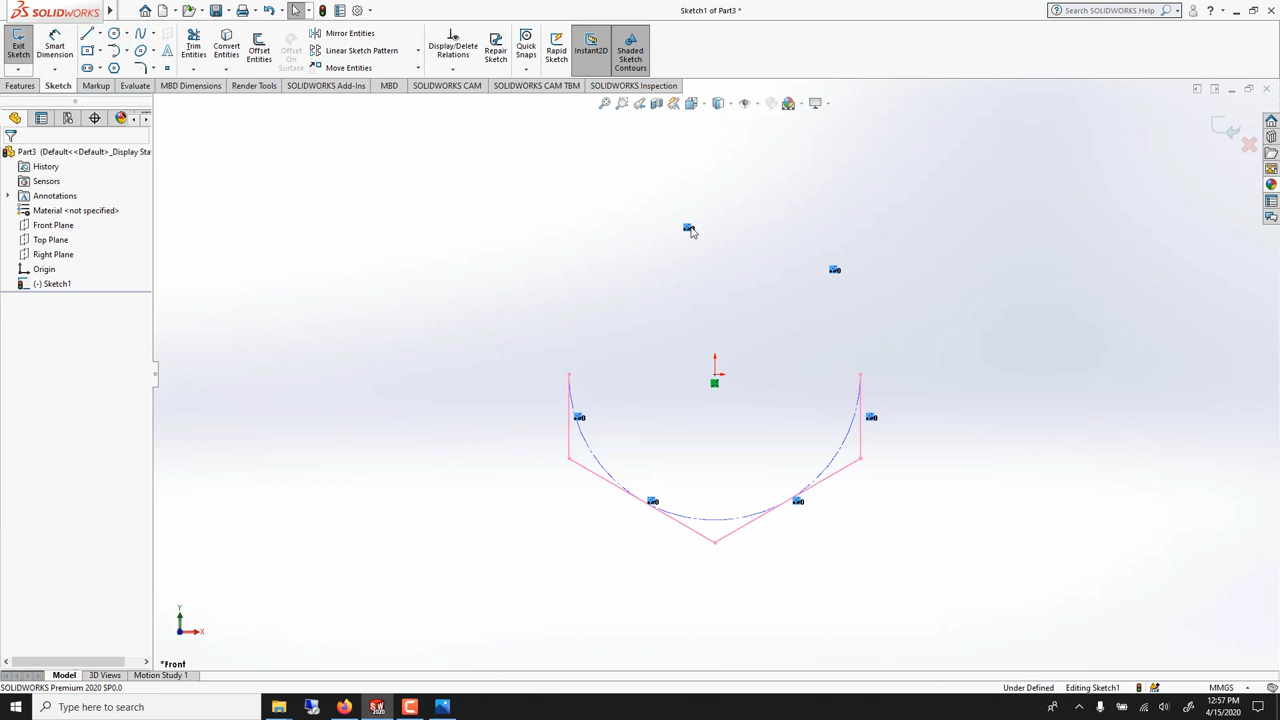 SOLIDWORKS
Sketch1 of Part3 *
Search SOLIDWORKS Help
Exit Sketch
Smart Dimension
Trim Entities
Convert Entities
Offset Entities
Offset On Surface
Mirror Entities
Linear Sketch Pattern
Move Entities
Display/Delete Relations
Repair Sketch
Quick Snaps
Rapid Sketch
Instant2D
Shaded Sketch Contours
Features
Sketch
Markup
Evaluate
MBD Dimensions
Render Tools
SOLIDWORKS Add-Ins
MBD
SOLIDWORKS CAM
SOLIDWORKS CAM TBM
SOLIDWORKS Inspection
Part3 (Default<<Default>_Display Sta
History
Sensors
Annotations
Material <not specified>
Front Plane
Top Plane
Right Plane
Origin
(-) Sketch1
Y
X
*Front
Model
3D Views
Motion Study 1
SOLIDWORKS Premium 2020 SP0.0
Under Defined
Editing Sketch1
MMGS
Type here to search
12:57 PM
4/15/2020